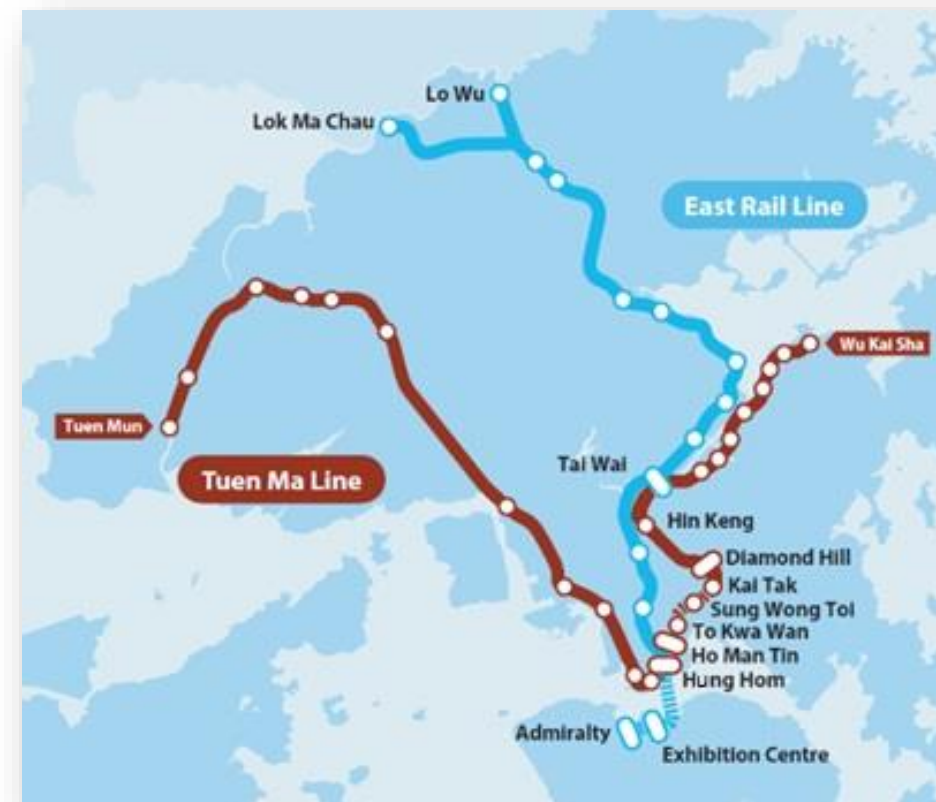 Lo Wu
Lok Ma Chau
East Rail Line
Wu Kai Sha
Tuen Mun
Tai Wai
Tuen Ma Line
Hin Keng
Diamond Hill
Kai Tak
Sung Wong Toi
To Kwa Wan
Ho Man Tin
Hung Hom
Admiralty
Exhibition Centre